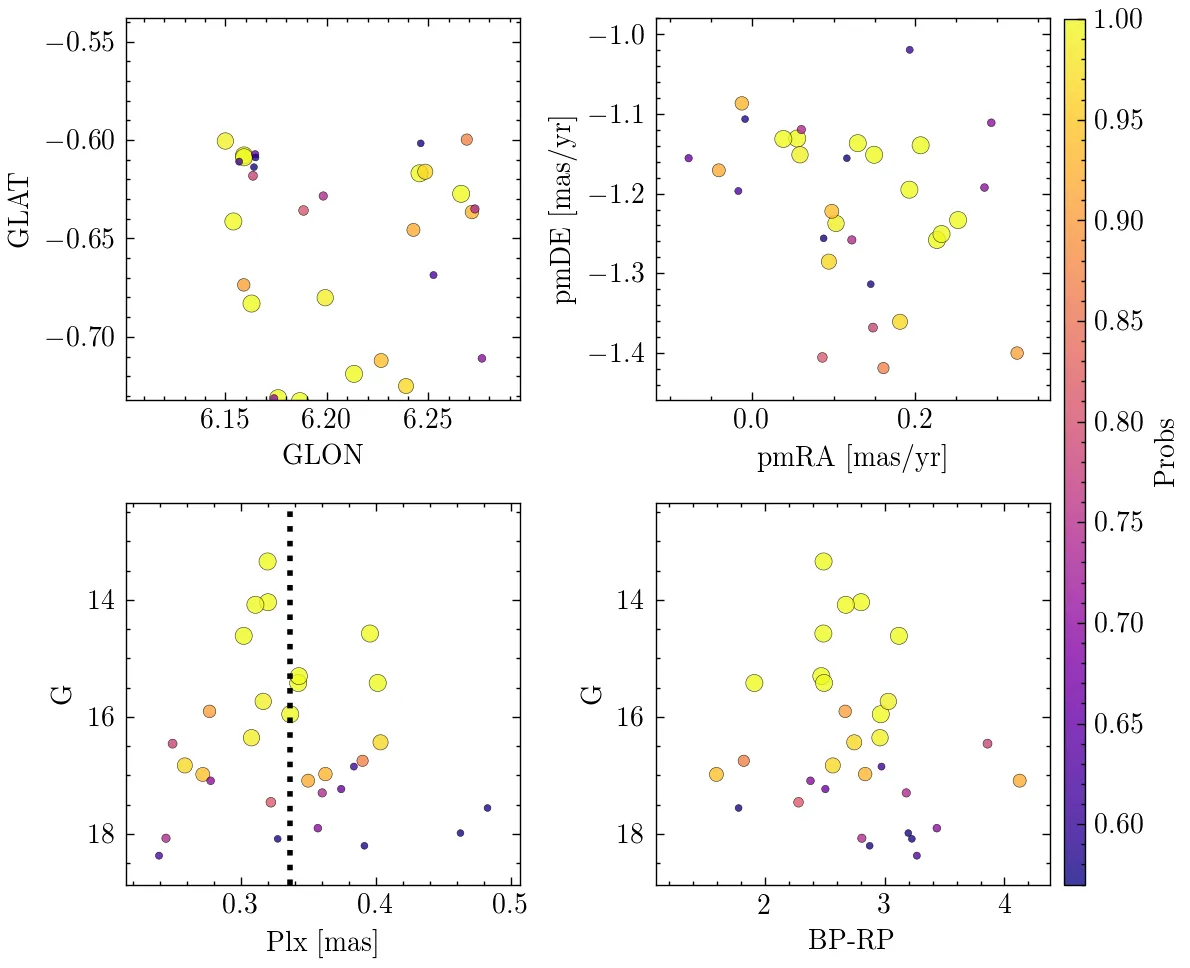 −0.55
−0.60
−0.65
−0.70
GLAT
6.15 6.20 6.25
GLON
−1.0
−1.1
−1.2
−1.3
−1.4
pmDE [mas/yr]
0.0 0.2
pmRA [mas/yr]
14
16
18
G
0.3 0.4 0.5
Plx [mas]
14
16
18
G
2 3 4
BP-RP
1.00
0.95
0.90
0.85
0.80
0.75
0.70
0.65
0.60
Probs